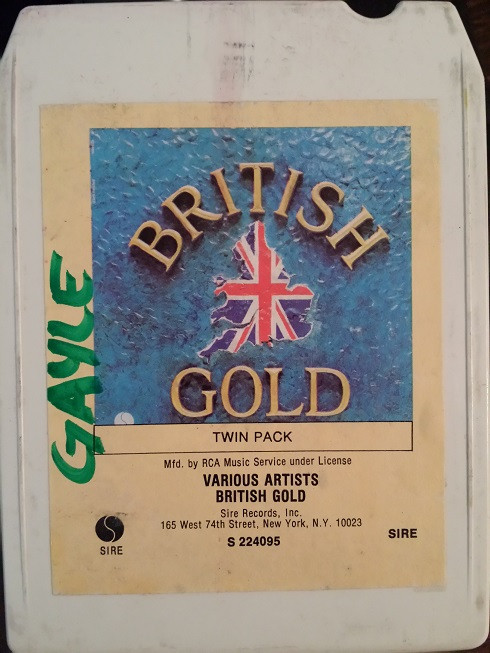 BRITISH
GOLD
GAYLE
TWIN PACK
Mfd. by RCA Music Service under License
VARIOUS ARTISTS
BRITISH GOLD
Sire Records, Inc.
165 West 74th Street, New York, N.Y. 10023
S 224095
SIRE
SIRE